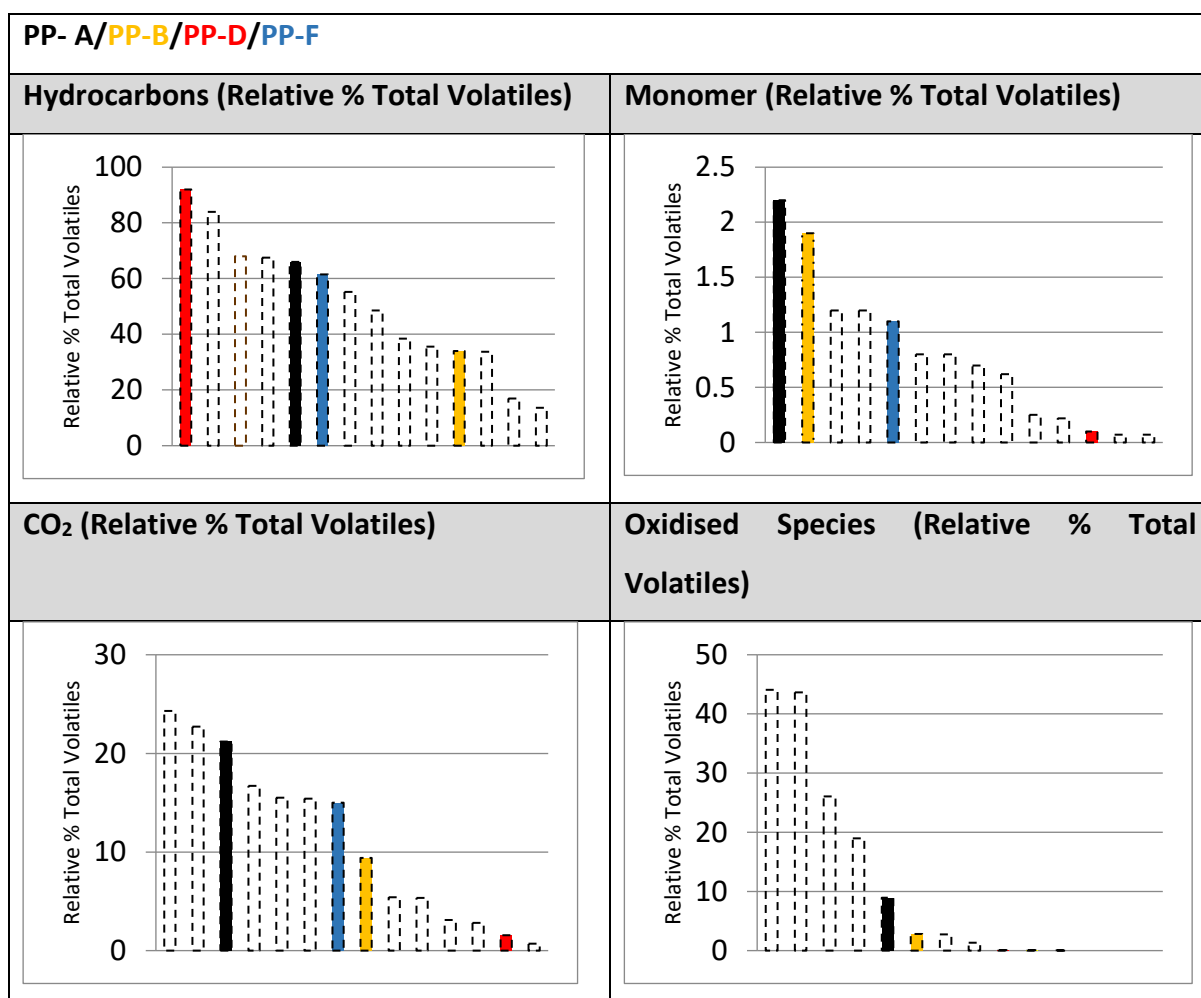 PP- A/PP-B/PP-D/PP-F
Hydrocarbons (Relative % Total Volatiles)
Monomer (Relative % Total Volatiles)
Relative % Total Volatiles
100
80
60
40
20
0
Relative % Total Volatiles
2.5
2
1.5
1
0.5
0
CO₂ (Relative % Total Volatiles)
Oxidised Species (Relative % Total
Volatiles)
Relative % Total Volatiles
30
20
10
0
Relative % Total Volatiles
50
40
30
20
10
0